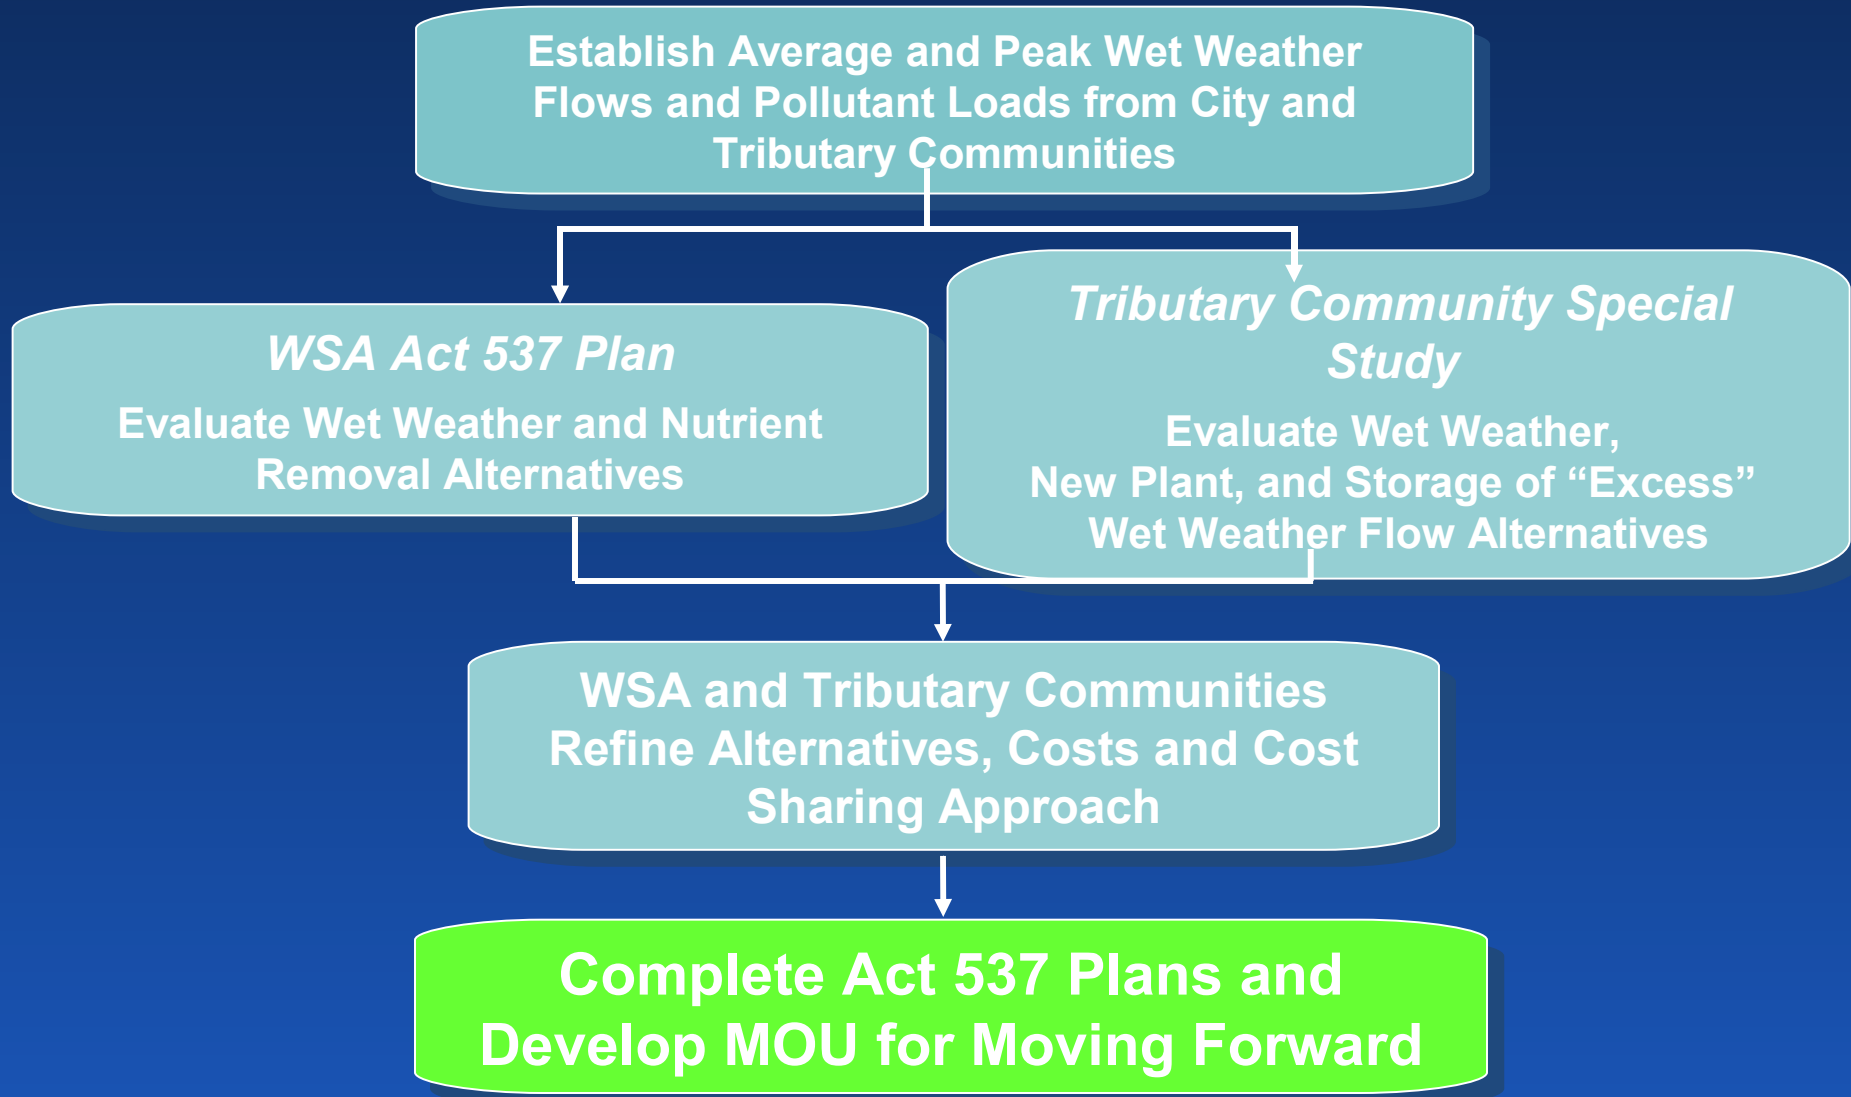 Establish Average and Peak Wet Weather
Flows and Pollutant Loads from City and
Tributary Communities
WSA Act 537 Plan
Evaluate Wet Weather and Nutrient
Removal Alternatives
Tributary Community Special
Study
Evaluate Wet Weather,
New Plant, and Storage of “Excess”
Wet Weather Flow Alternatives
WSA and Tributary Communities
Refine Alternatives, Costs and Cost
Sharing Approach
Complete Act 537 Plans and
Develop MOU for Moving Forward